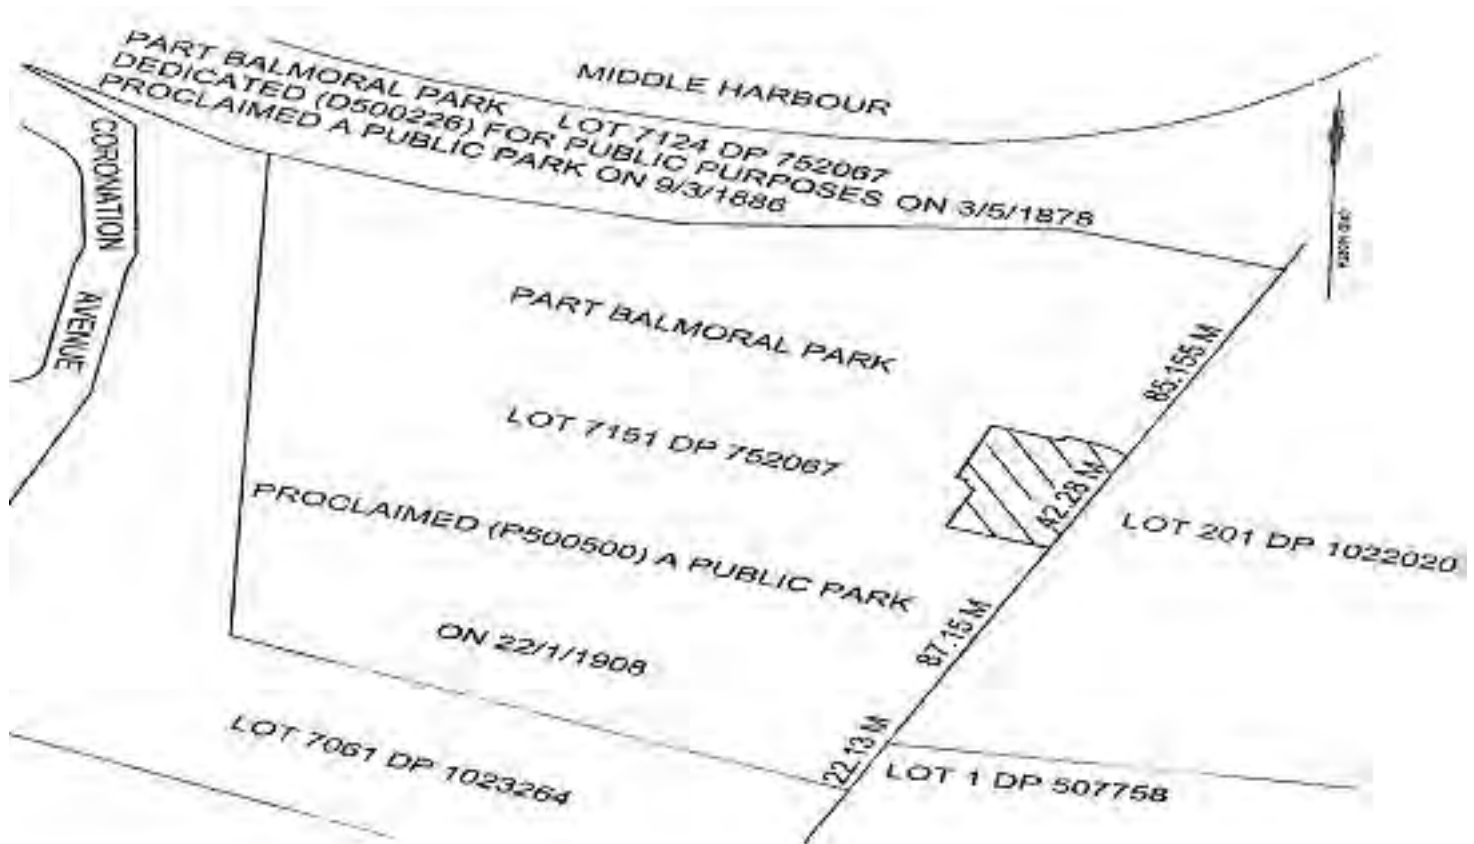 MIDDLE HARBOUR
PART BALMORAL PARK LOT 7124 DP 752067
DEDICATED (D500226) FOR PUBLIC PURPOSES ON 3/5/1878
PROCLAIMED A PUBLIC PARK ON 9/3/1886
CORONATION
AVENUE
GRID NORTH
PART BALMORAL PARK
85.155 M
LOT 7151 DP 752067
42.28 M
PROCLAIMED (P500500) A PUBLIC PARK
LOT 201 DP 1022020
ON 22/1/1908
87.15 M
22.13 M
LOT 7061 DP 1023264
LOT 1 DP 507758